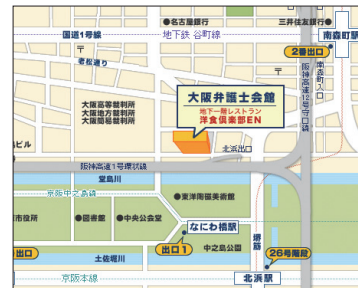 ●名古屋銀行
三井住友銀行●
南森町駅
国道1号線
地下鉄 谷町線
2番出口
老松通り
南森町入口
大阪高等裁判所
大阪地方裁判所
大阪簡易裁判所
大阪弁護士会館
地下一階レストラン
洋食倶楽部EN
阪神高速12号守口線
ビル
北浜出口
阪神高速1号環状線
堂島川
京阪中之島線
●東洋陶磁美術館
市役所
●図書館
●中央公会堂
なにわ橋駅
出口1
中之島公園
堺筋
出口
土佐堀川
26号階段
京阪本線
北浜駅